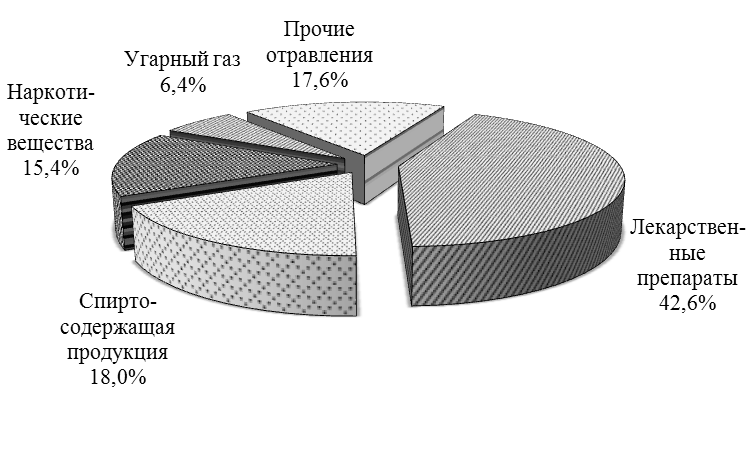 Прочие
отравления
17,6%
Угарный газ
6,4%
Наркоти-
ческие
вещества
15,4%
Лекарствен-
ные
препараты
42,6%
Спирто-
содержащая
продукция
18,0%